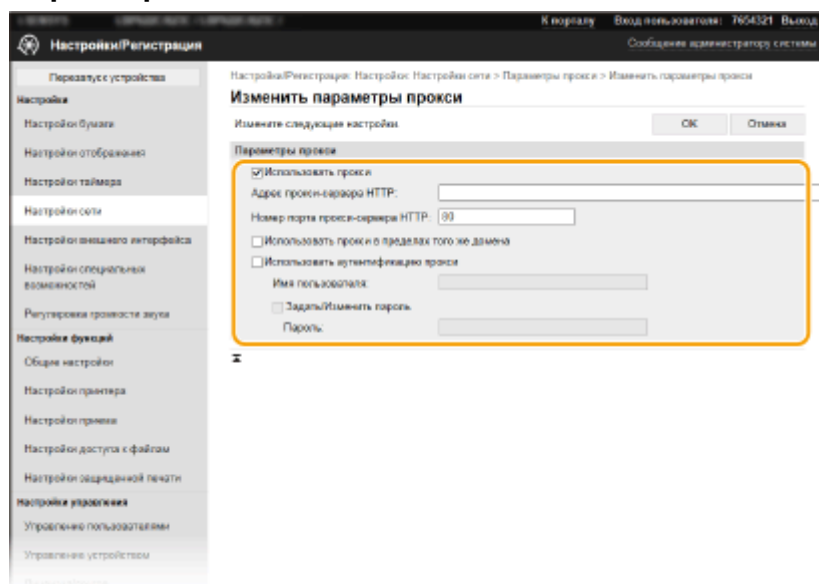 К порталу Вход пользователя: 7654321 Выход
Настройки/Регистрация
Сообщение администратору системы
Перезапуск устройства
Настройки
Настройки бумаги
Настройки отображения
Настройки таймера
Настройки сети
Настройки внешнего интерфейса
Настройки специальных
возможностей
Регулировка громкости звука
Настройки функций
Общие настройки
Настройки принтера
Настройки приема
Настройки доступа к файлам
Настройки защищенной печати
Настройки управления
Управление пользователями
Управление устройством
Настройка/Регистрация: Настройки: Настройки сети > Параметры прокси > Изменить параметры прокси
Изменить параметры прокси
Измените следующие настройки.
OK Отмена
Параметры прокси
Использовать прокси
Адрес прокси-сервера HTTP:
Номер порта прокси-сервера HTTP: 80
Использовать прокси в пределах того же домена
Использовать аутентификацию прокси
Имя пользователя:
Задать/Изменить пароль
Пароль: